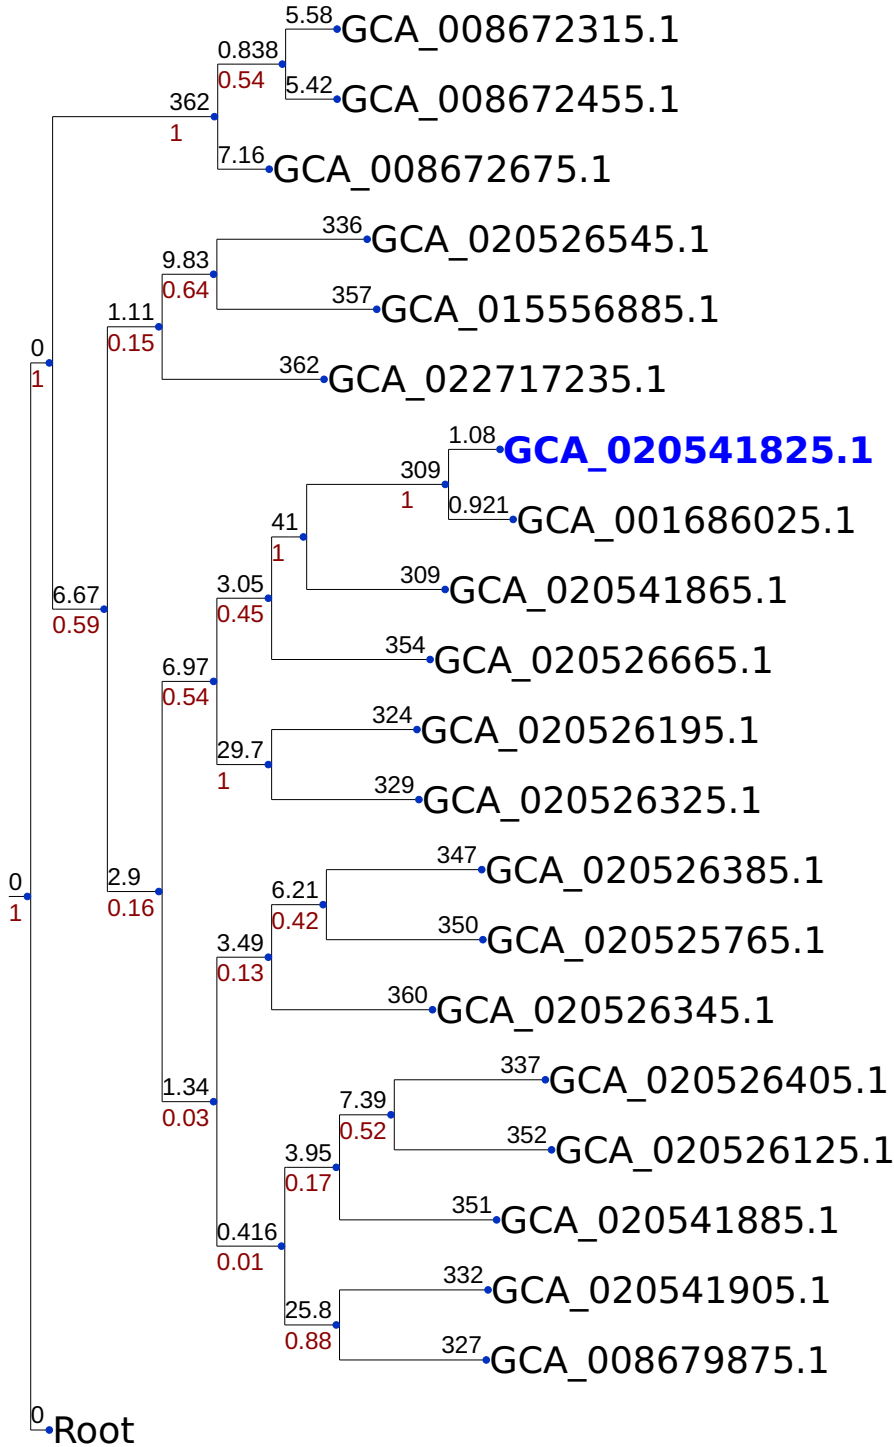 5.58
GCA_008672315.1
0.838
0.54
5.42
GCA_008672455.1
362
1
7.16
GCA_008672675.1
336
GCA_020526545.1
9.83
0.64
357
GCA_015556885.1
1.11
0.15
362
GCA_022717235.1
0
1
1.08
GCA_020541825.1
309
1
0.921
GCA_001686025.1
41
1
309
GCA_020541865.1
3.05
0.45
6.67
0.59
354
GCA_020526665.1
6.97
0.54
324
GCA_020526195.1
29.7
1
329
GCA_020526325.1
347
GCA_020526385.1
0
1
2.9
0.16
6.21
0.42
350
GCA_020525765.1
3.49
0.13
360
GCA_020526345.1
337
GCA_020526405.1
1.34
0.03
7.39
0.52
352
GCA_020526125.1
3.95
0.17
351
GCA_020541885.1
0.416
0.01
332
GCA_020541905.1
25.8
0.88
327
GCA_008679875.1
0
Root